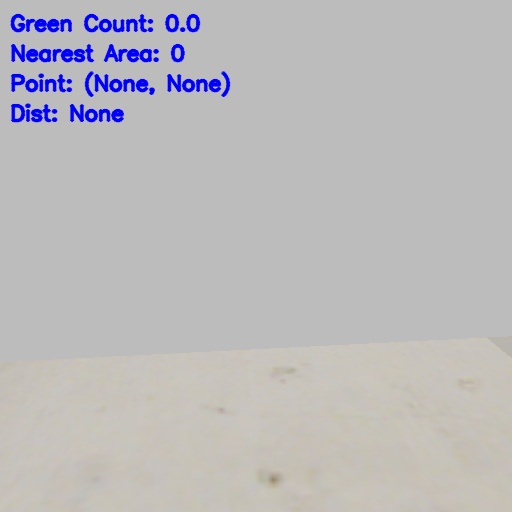 Green Count: 0.0
Nearest Area: 0
Point: (None, None)
Dist: None